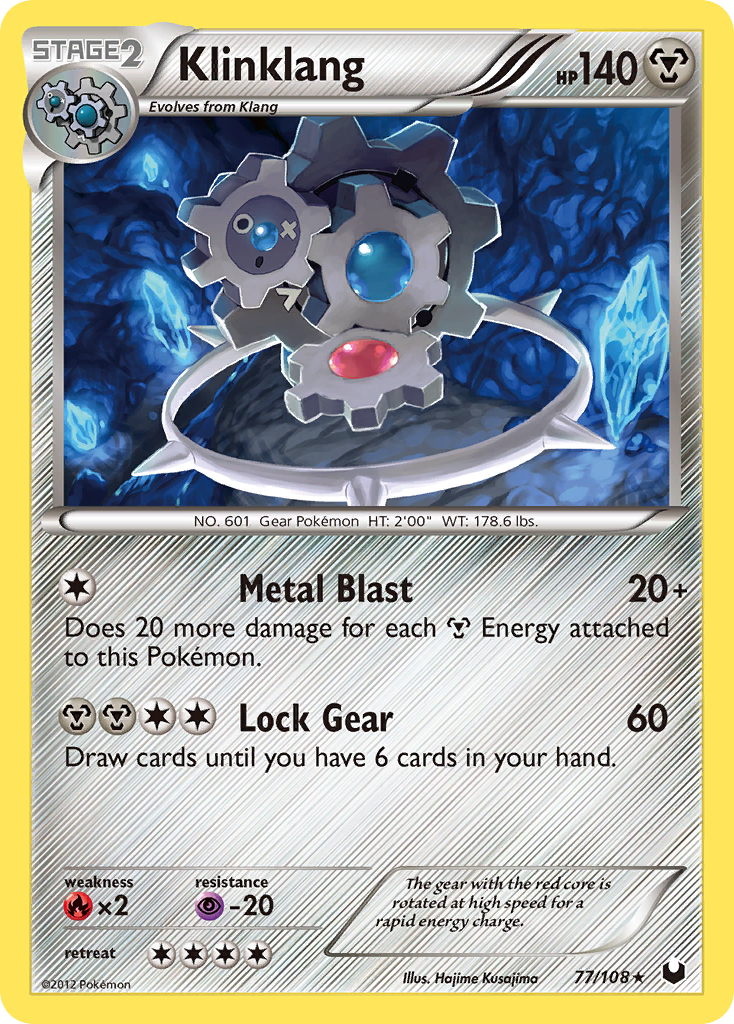 STAGE2
Klinklang
HP140
Evolves from Klang
NO. 601 Gear Pokémon HT: 2'00" WT: 178.6 lbs.
Metal Blast 20+
Does 20 more damage for each Energy attached
to this Pokémon.
Lock Gear 60
Draw cards until you have 6 cards in your hand.
weakness
×2
resistance
-20
The gear with the red core is
rotated at high speed for a
rapid energy charge.
retreat
©2012 Pokémon
Illus. Hajime Kusajima
77/108★